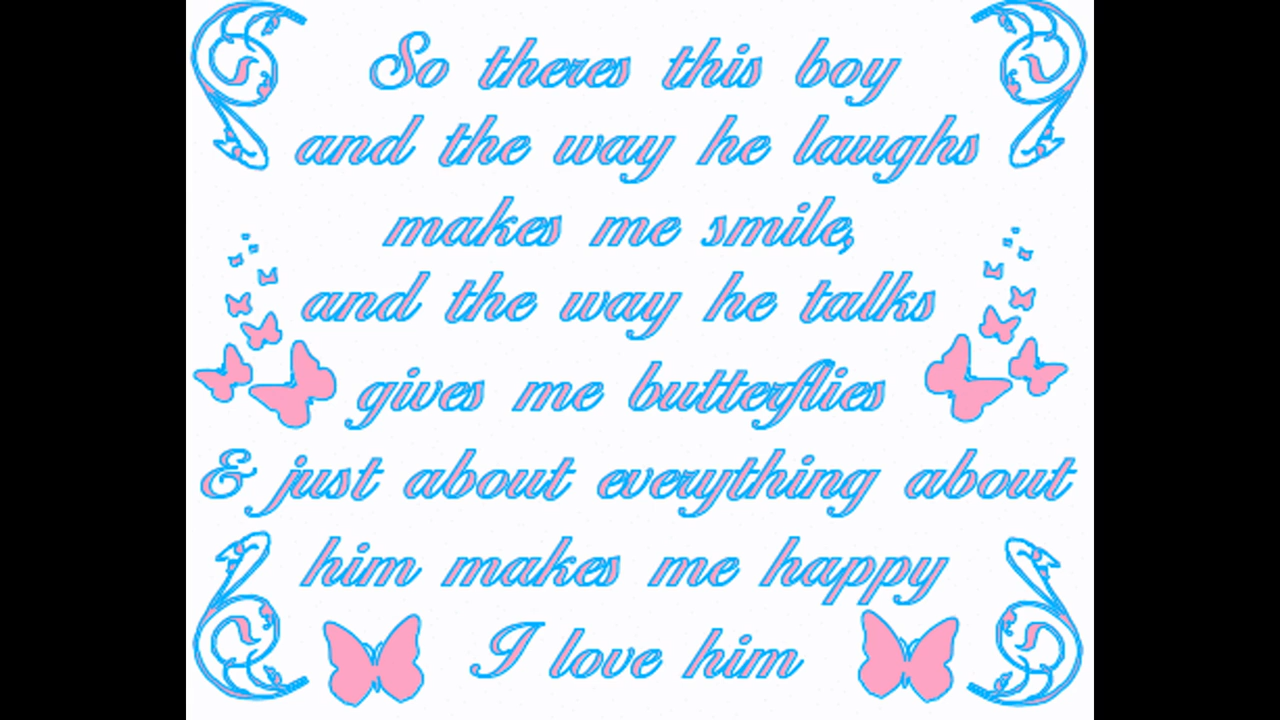 So theres this boy
and the way he laughs
makes me smile,
and the way he talks
gives me butterflies
& just about everything about
him makes me happy
I love him